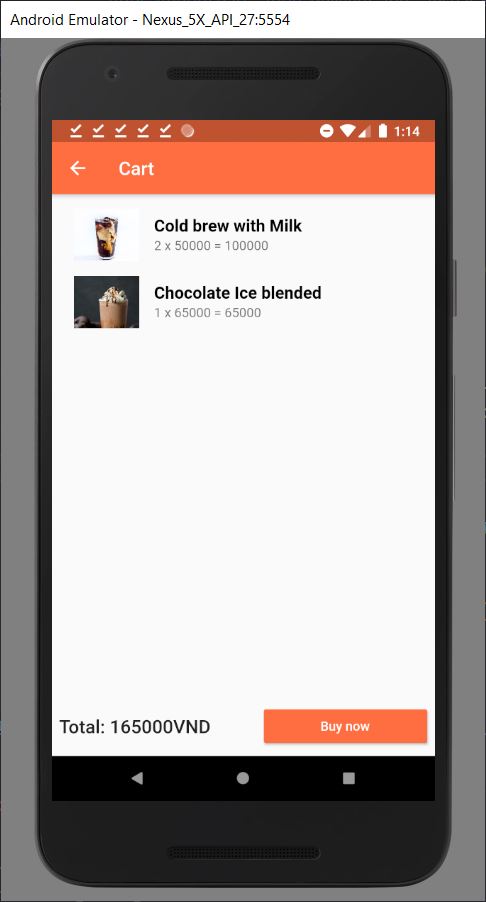 Android Emulator - Nexus_5X_API_27:5554
1:14
Cart
Cold brew with Milk
2 x 50000 = 100000
Chocolate Ice blended
1 x 65000 = 65000
Total: 165000VND
Buy now